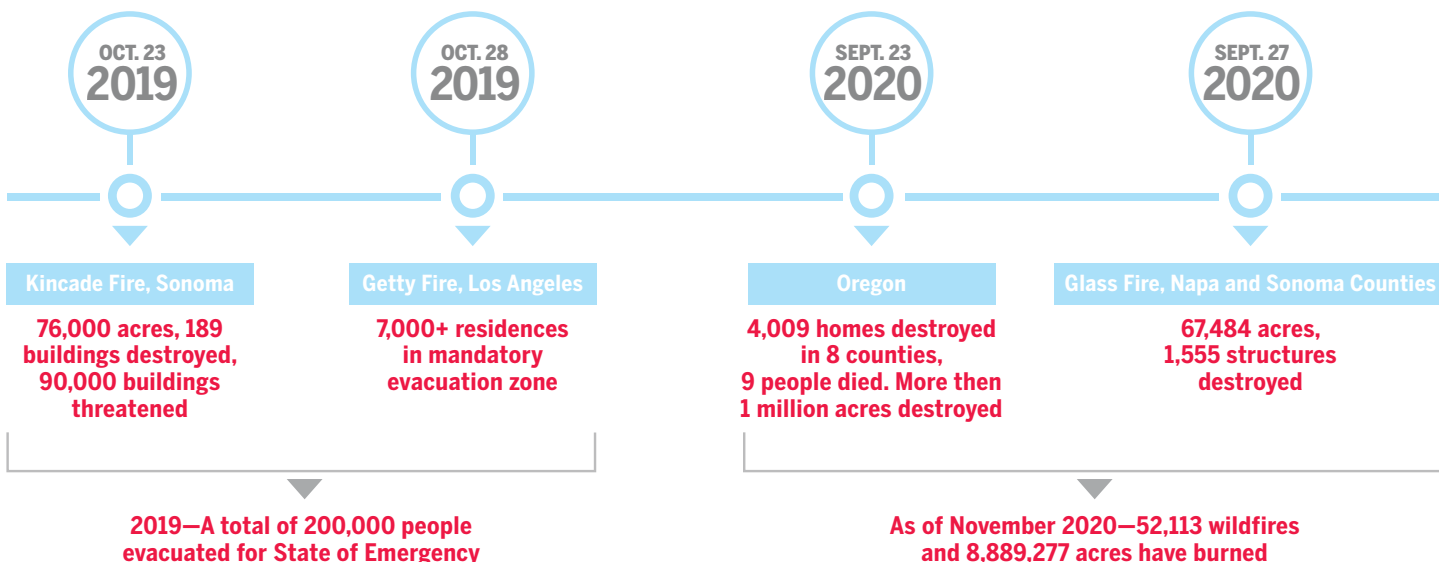 OCT. 23
2019
OCT. 28
2019
SEPT. 23
2020
SEPT. 27
2020
Kincade Fire, Sonoma
76,000 acres, 189
buildings destroyed,
90,000 buildings
threatened
Getty Fire, Los Angeles
7,000+ residences
in mandatory
evacuation zone
Oregon
4,009 homes destroyed
in 8 counties,
9 people died. More then
1 million acres destroyed
Glass Fire, Napa and Sonoma Counties
67,484 acres,
1,555 structures
destroyed
2019—A total of 200,000 people
evacuated for State of Emergency
As of November 2020—52,113 wildfires
and 8,889,277 acres have burned